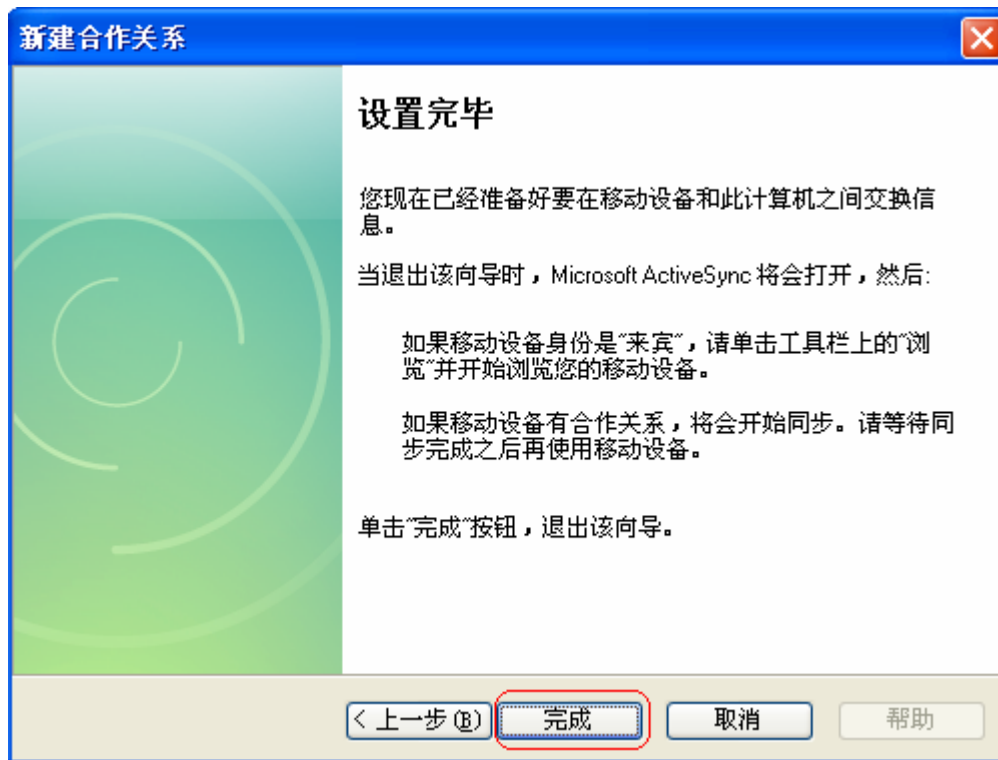 新建合作关系
设置完毕
您现在已经准备好要在移动设备和此计算机之间交换信
息。
当退出该向导时，Microsoft ActiveSync 将会打开，然后:
如果移动设备身份是"来宾"，请单击工具栏上的"浏
览"并开始浏览您的移动设备。
如果移动设备有合作关系，将会开始同步。请等待同
步完成之后再使用移动设备。
单击"完成"按钮，退出该向导。
< 上一步(B)
完成
取消
帮助